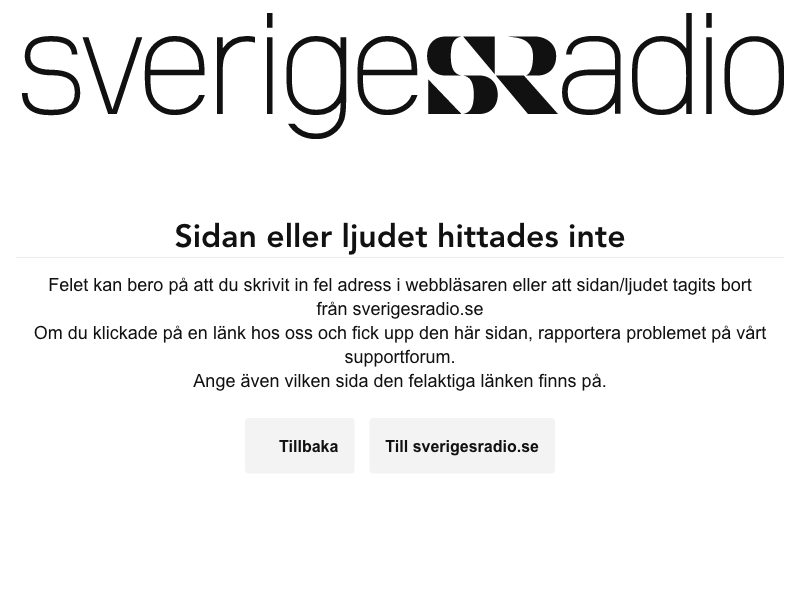 sverigesSRadio
Sidan eller ljudet hittades inte
Felet kan bero på att du skrivit in fel adress i webbläsaren eller att sidan/ljudet tagits bort
från sverigesradio.se
Om du klickade på en länk hos oss och fick upp den här sidan, rapportera problemet på vårt
supportforum.
Ange även vilken sida den felaktiga länken finns på.
Tillbaka
Till sverigesradio.se